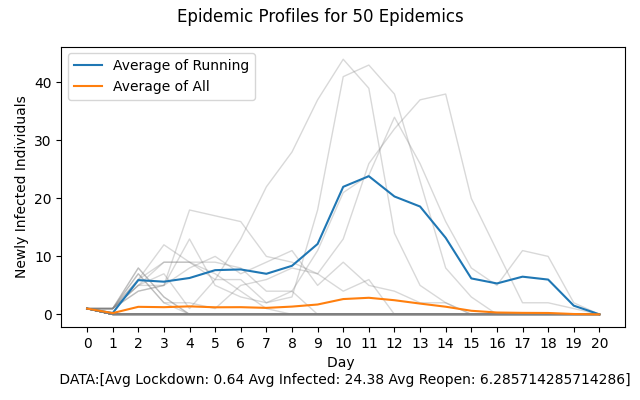 Epidemic Profiles for 50 Epidemics
Average of Running
Average of All
Newly Infected Individuals
40
30
20
10
0
0 1 2 3 4 5 6 7 8 9 10 11 12 13 14 15 16 17 18 19 20
Day
DATA:[Avg Lockdown: 0.64 Avg Infected: 24.38 Avg Reopen: 6.285714285714286]